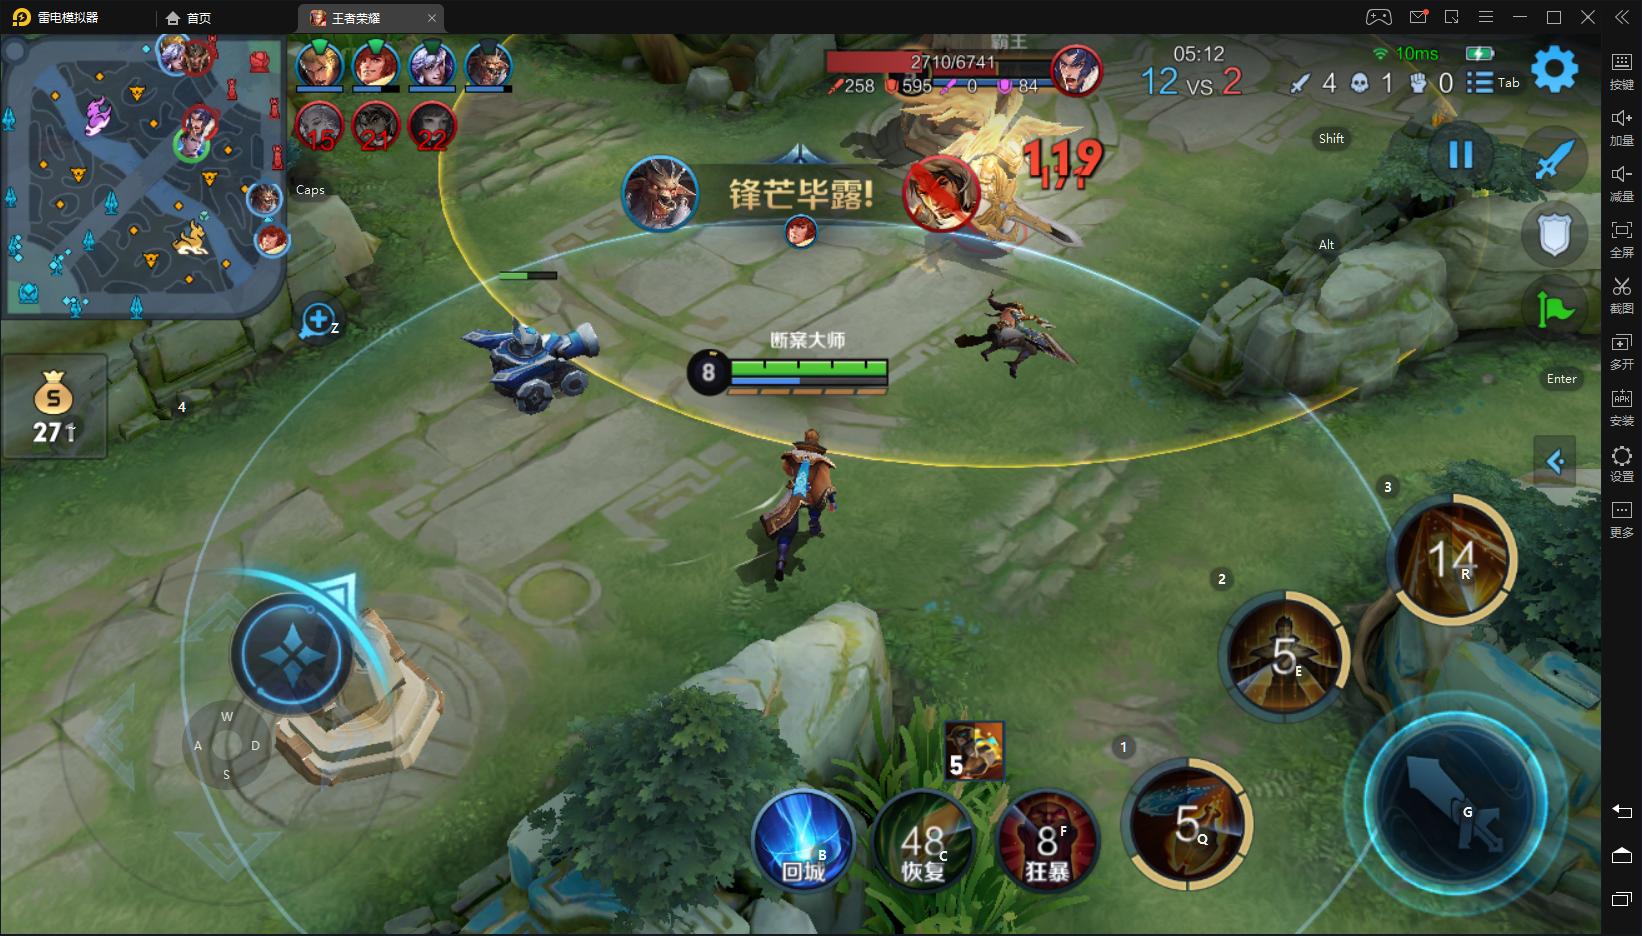 雷电模拟器
首页
王者荣耀
霸王
2710/6741
258 595 0 84
05:12
12 VS 2
10ms
4 1 0
Tab
15 21 22
Caps
Shift
119
锋芒毕露!
Alt
Z
断案大师
8
Enter
4
271
3
14
R
2
5
E
W
A D
S
5
1
5
Q
G
B
回城
48
C
恢复
8
F
狂暴
按键
加量
减量
全屏
截图
多开
APK
安装
设置
更多